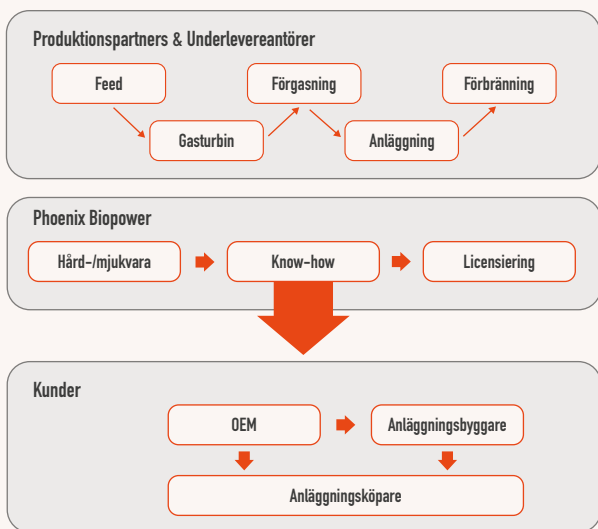 Produktionspartners & Underlevereantörer
Feed
Förgasning
Förbränning
Gasturbin
Anläggning
Phoenix Biopower
Hård-/mjukvara
Know-how
Licensiering
Kunder
OEM
Anläggningsbyggare
Anläggningsköpare